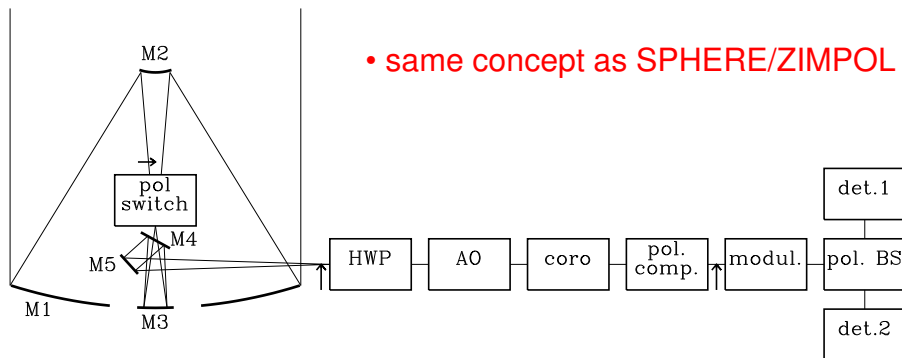 M2
• same concept as SPHERE/ZIMPOL
pol
switch
M4
M5
M1
M3
HWP
AO
coro
pol.
comp.
modul.
det.1
pol. BS
det.2